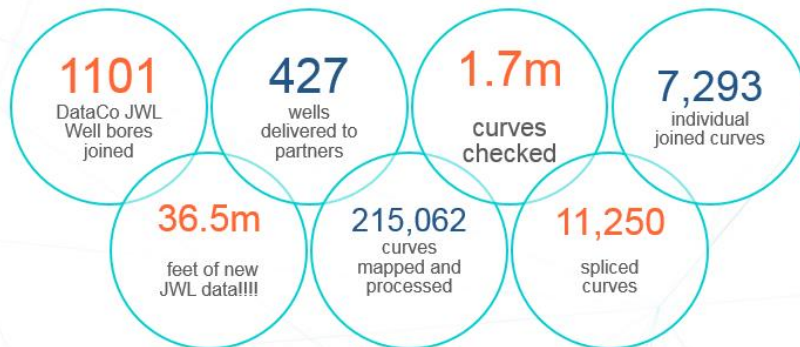 1101
DataCo JWL
Well bores
joined
427
wells
delivered to
partners
1.7m
curves
checked
7,293
individual
joined curves
36.5m
feet of new
JWL data!!!!
215,062
curves
mapped and
processed
11,250
spliced
curves